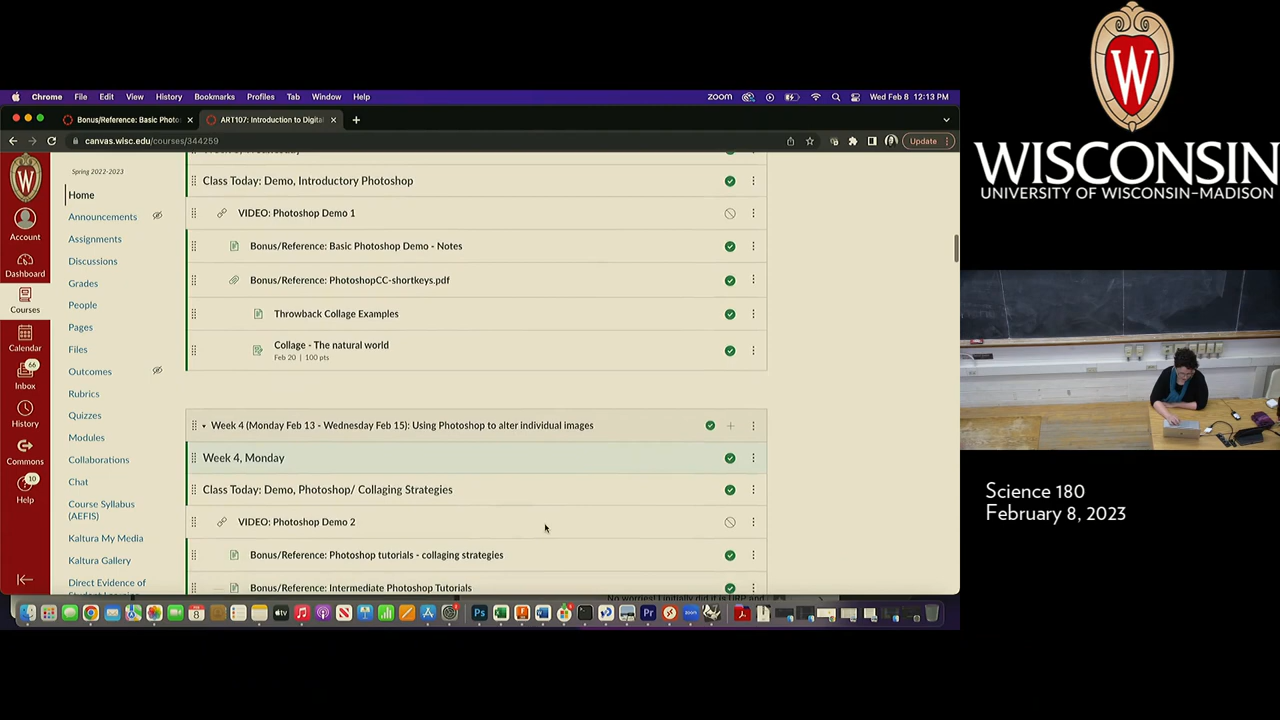 Chrome File Edit View History Bookmarks Profiles Tab Window Help
zoom Wed Feb 8 12:13 PM
Bonus/Reference: Basic Photos
ART107: Introduction to Digital
canvas.wisc.edu/courses/344259
Update
Spring 2022-2023
Home
Announcements
Assignments
Discussions
Grades
People
Pages
Files
Outcomes
Rubrics
Quizzes
Modules
Collaborations
Chat
Course Syllabus
(AEFIS)
Kaltura My Media
Kaltura Gallery
Direct Evidence of
Account
Dashboard
Courses
Calendar
66
Inbox
History
Commons
10
Help
Class Today: Demo, Introductory Photoshop
VIDEO: Photoshop Demo 1
Bonus/Reference: Basic Photoshop Demo - Notes
Bonus/Reference: PhotoshopCC-shortkeys.pdf
Throwback Collage Examples
Collage - The natural world
Feb 20 | 100 pts
Week 4 (Monday Feb 13 - Wednesday Feb 15): Using Photoshop to alter individual images
Week 4, Monday
Class Today: Demo, Photoshop/ Collaging Strategies
VIDEO: Photoshop Demo 2
Bonus/Reference: Photoshop tutorials - collaging strategies
Bonus/Reference: Intermediate Photoshop Tutorials
W
WISCONSIN
UNIVERSITY OF WISCONSIN–MADISON
Science 180
February 8, 2023